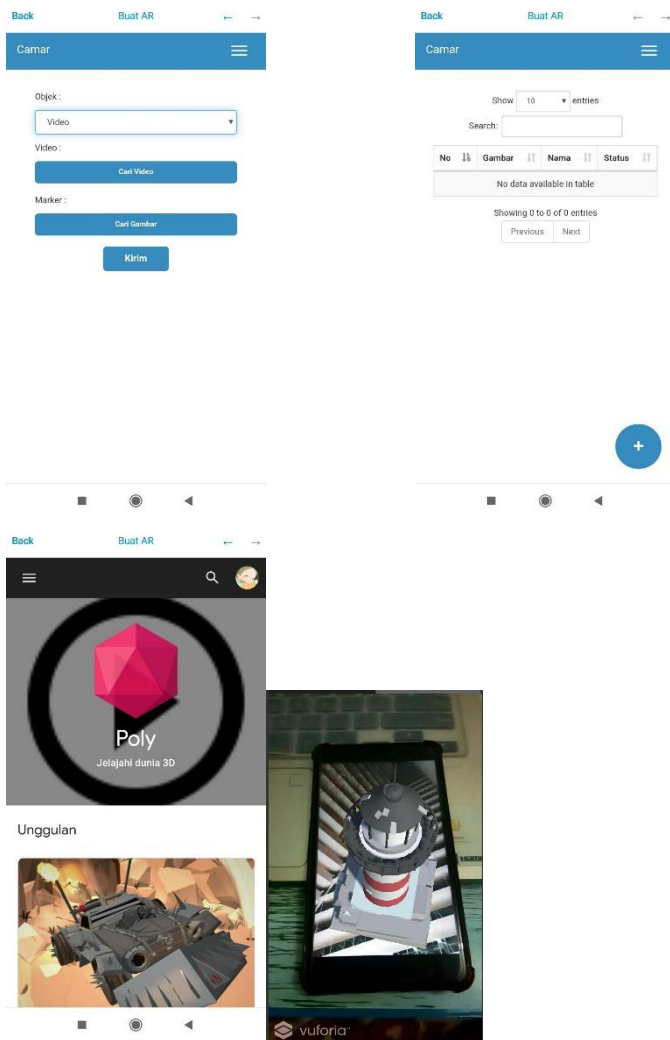 Back Buat AR ← →
Camar
Objek :
Video
Video :
Cari Video
Marker :
Cari Gambar
Kirim
Back Buat AR ← →
Camar
Show 10 entries
Search:
No Gambar Nama Status
No data available in table
Showing 0 to 0 of 0 entries
Previous Next
+
Back Buat AR ← →
Poly
Jelajahi dunia 3D
Unggulan
vuforia™